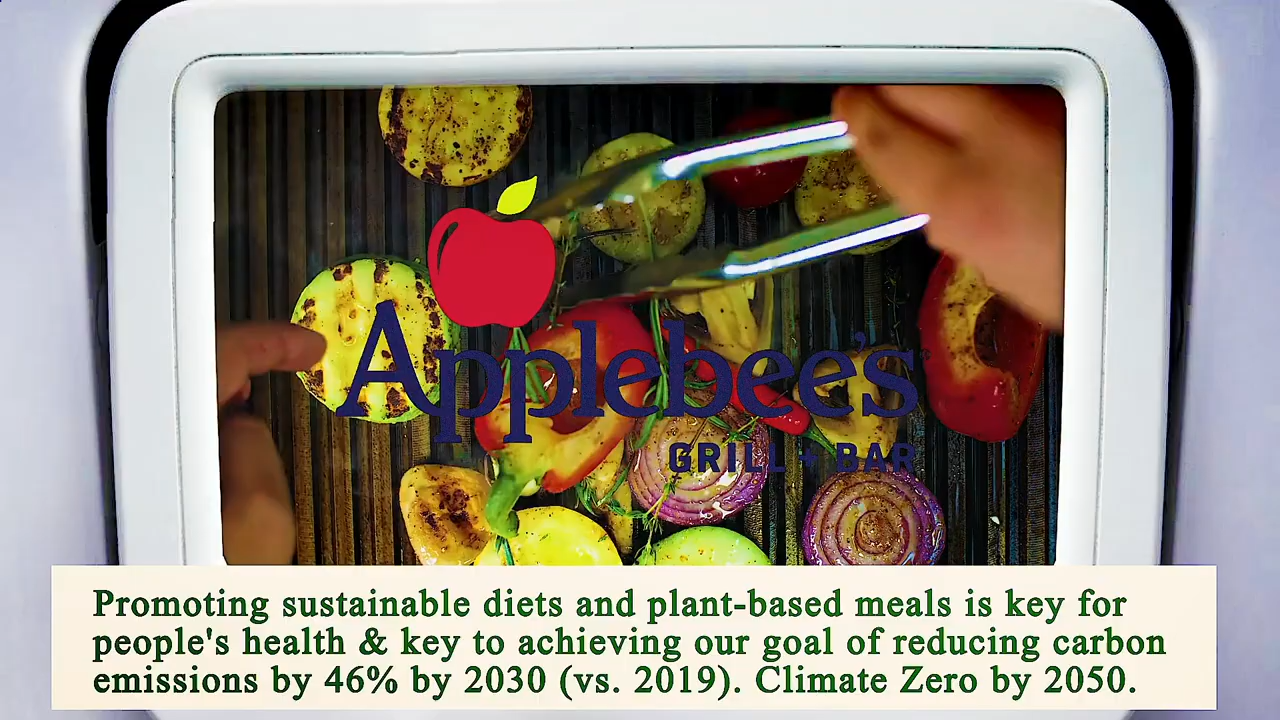 Applebee's
GRILL + BAR
Promoting sustainable diets and plant-based meals is key for
people's health & key to achieving our goal of reducing carbon
emissions by 46% by 2030 (vs. 2019). Climate Zero by 2050.